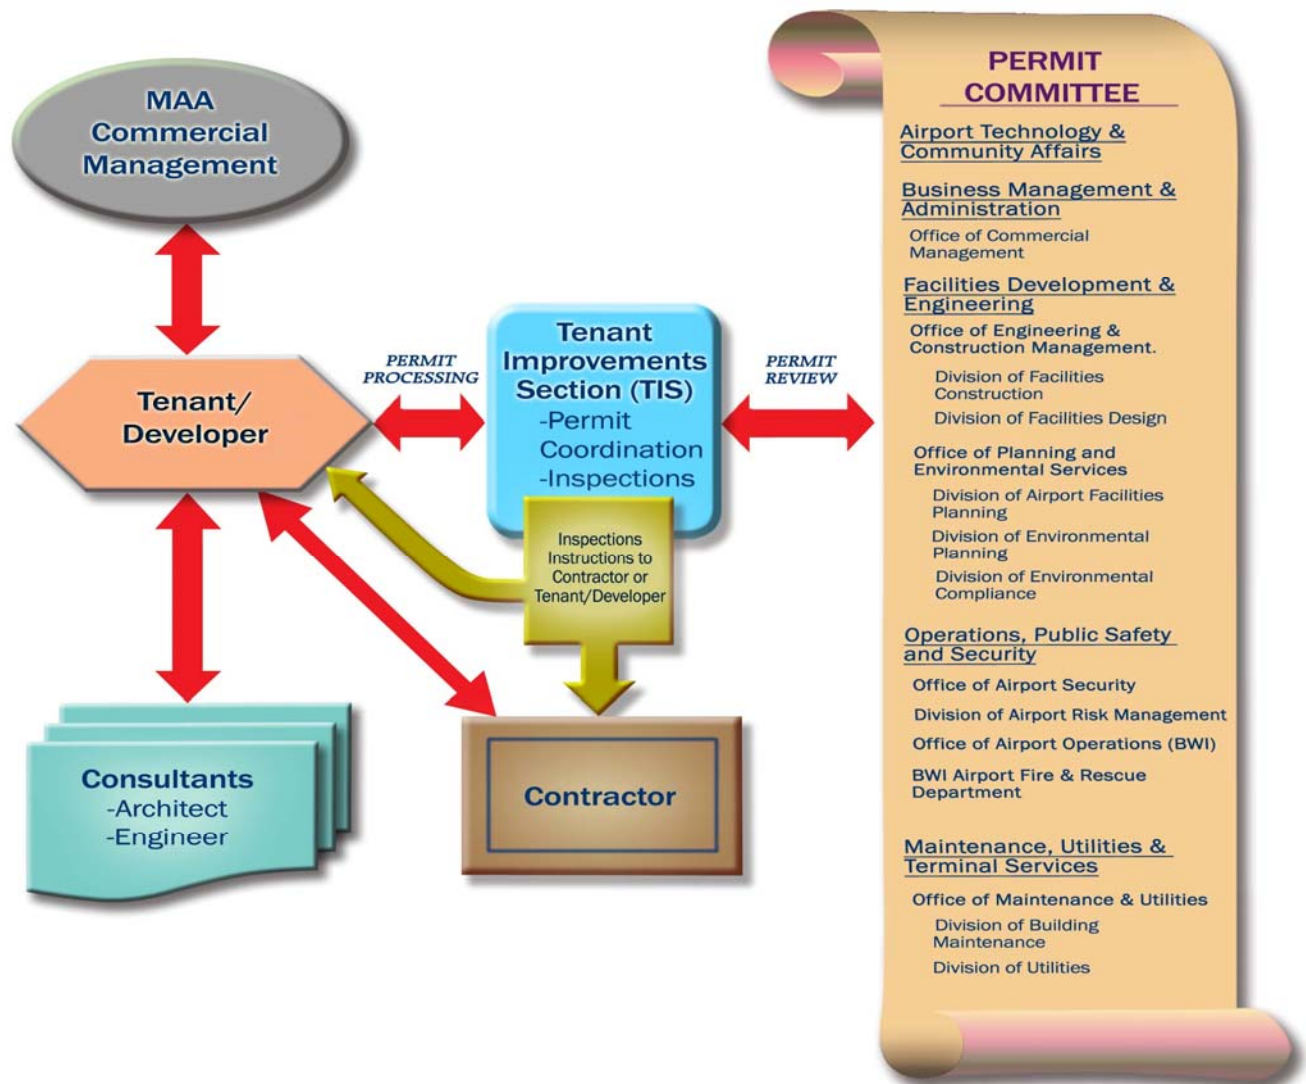 MAA
Commercial
Management
Tenant/
Developer
PERMIT
PROCESSING
Tenant
Improvements
Section (TIS)
-Permit
Coordination
-Inspections
PERMIT
REVIEW
Inspections
Instructions to
Contractor or
Tenant/Developer
Consultants
-Architect
-Engineer
Contractor
PERMIT
COMMITTEE
Airport Technology &
Community Affairs
Business Management &
Administration
Office of Commercial
Management
Facilities Development &
Engineering
Office of Engineering &
Construction Management.
Division of Facilities
Construction
Division of Facilities Design
Office of Planning and
Environmental Services
Division of Airport Facilities
Planning
Division of Environmental
Planning
Division of Environmental
Compliance
Operations, Public Safety
and Security
Office of Airport Security
Division of Airport Risk Management
Office of Airport Operations (BWI)
BWI Airport Fire & Rescue
Department
Maintenance, Utilities &
Terminal Services
Office of Maintenance & Utilities
Division of Building
Maintenance
Division of Utilities